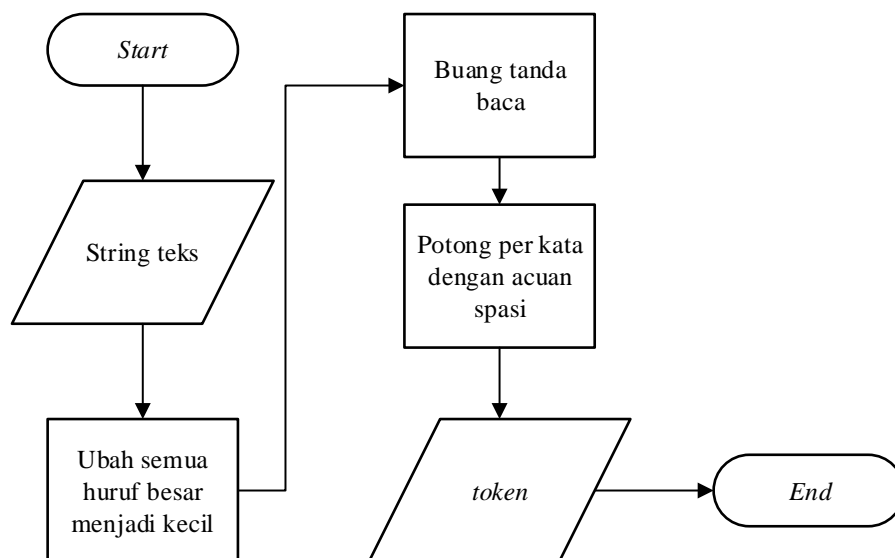 Start
String teks
Ubah semua
huruf besar
menjadi kecil
Buang tanda
baca
Potong per kata
dengan acuan
spasi
token
End